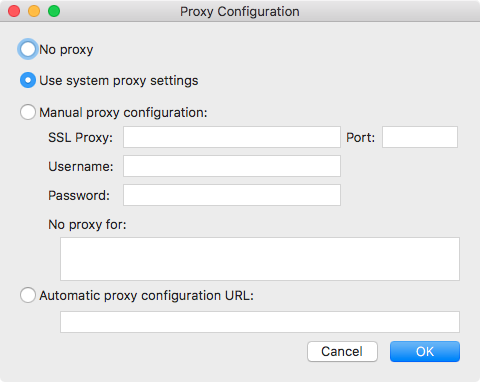 Proxy Configuration
No proxy
Use system proxy settings
Manual proxy configuration:
SSL Proxy: Port:
Username:
Password:
No proxy for:
Automatic proxy configuration URL:
Cancel OK